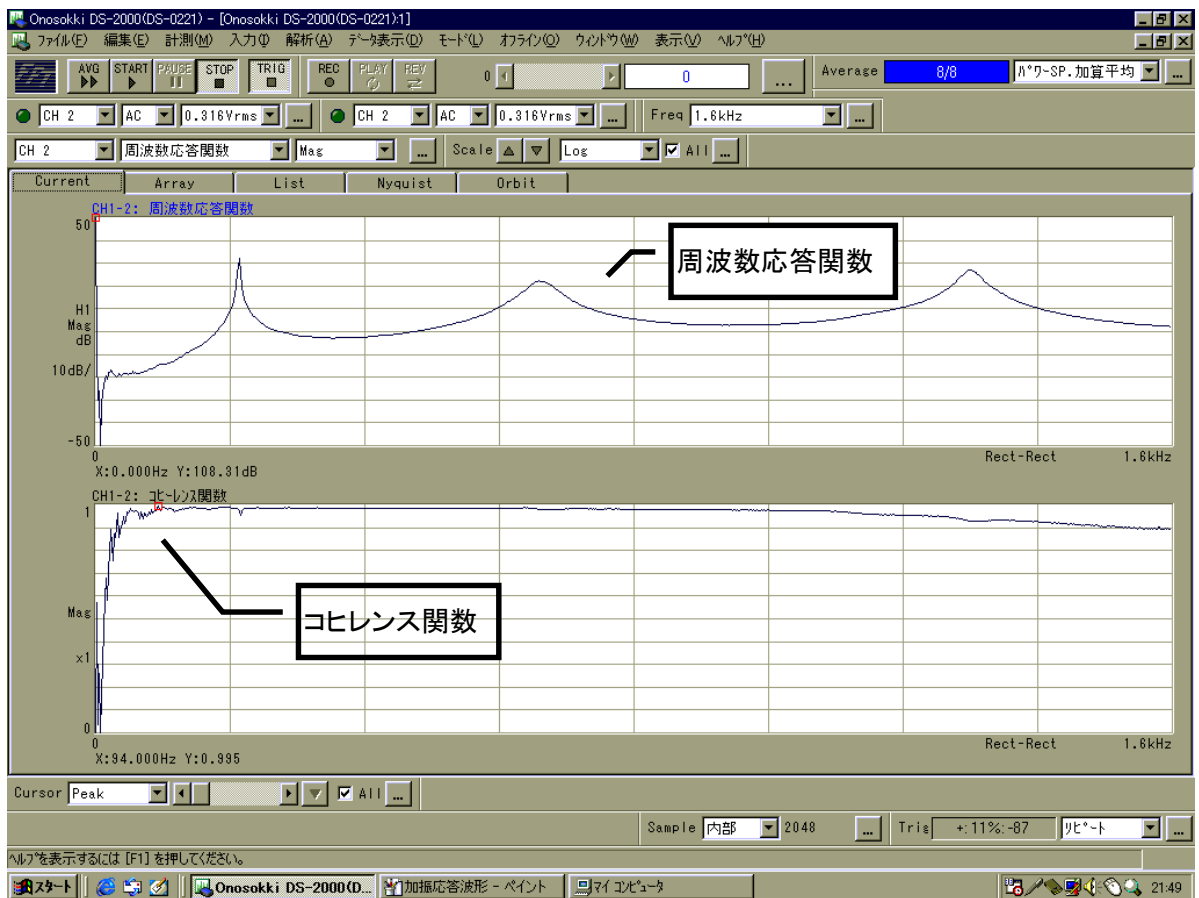 Onosokki DS-2000(DS-0221) - [Onosokki DS-2000(DS-0221):1]
ファイル(F) 編集(E) 計測(M) 入力(I) 解析(A) データ表示(D) モード(L) オフライン(O) ウィンドウ(W) 表示(V) ヘルプ(H)
AVG START PAUSE STOP TRIG REC PLAY REV 0 0 ... Average 8/8 パワ-SP.加算平均 ...
CH 2 AC 0.316Vrms ... CH 2 AC 0.316Vrms ... Freq 1.6kHz ...
CH 2 周波数応答関数 Mag ... Scale Log All ...
Current Array List Nyquist Orbit
CH1-2: 周波数応答関数
50
周波数応答関数
H1
Mag
dB
10dB/
-50
0 Rect-Rect 1.6kHz
X:0.000Hz Y:108.31dB
CH1-2: コヒーレンス関数
1
コヒレンス関数
Mag
x1
0
0 Rect-Rect 1.6kHz
X:94.000Hz Y:0.995
Cursor Peak All ...
Sample 内部 2048 ... Trig +:11%:-87 リピート ...
ヘルプを表示するには [F1] を押してください。
スタート Onosokki DS-2000(D... 加振応答波形 - ペイント マイ コンピュータ 21:49